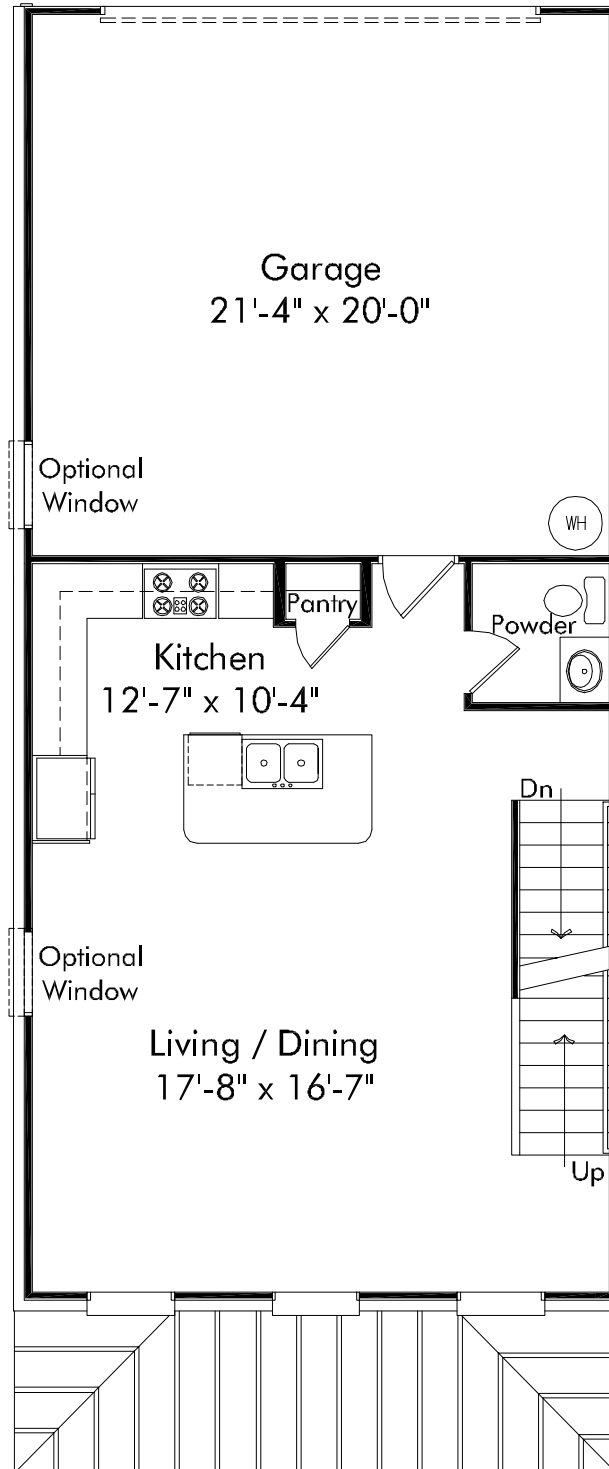 Garage
21'-4" x 20'-0"
Optional
Window
WH
Pantry
Powder
Kitchen
12'-7" x 10'-4"
Dn
Optional
Window
Living / Dining
17'-8" x 16'-7"
Up